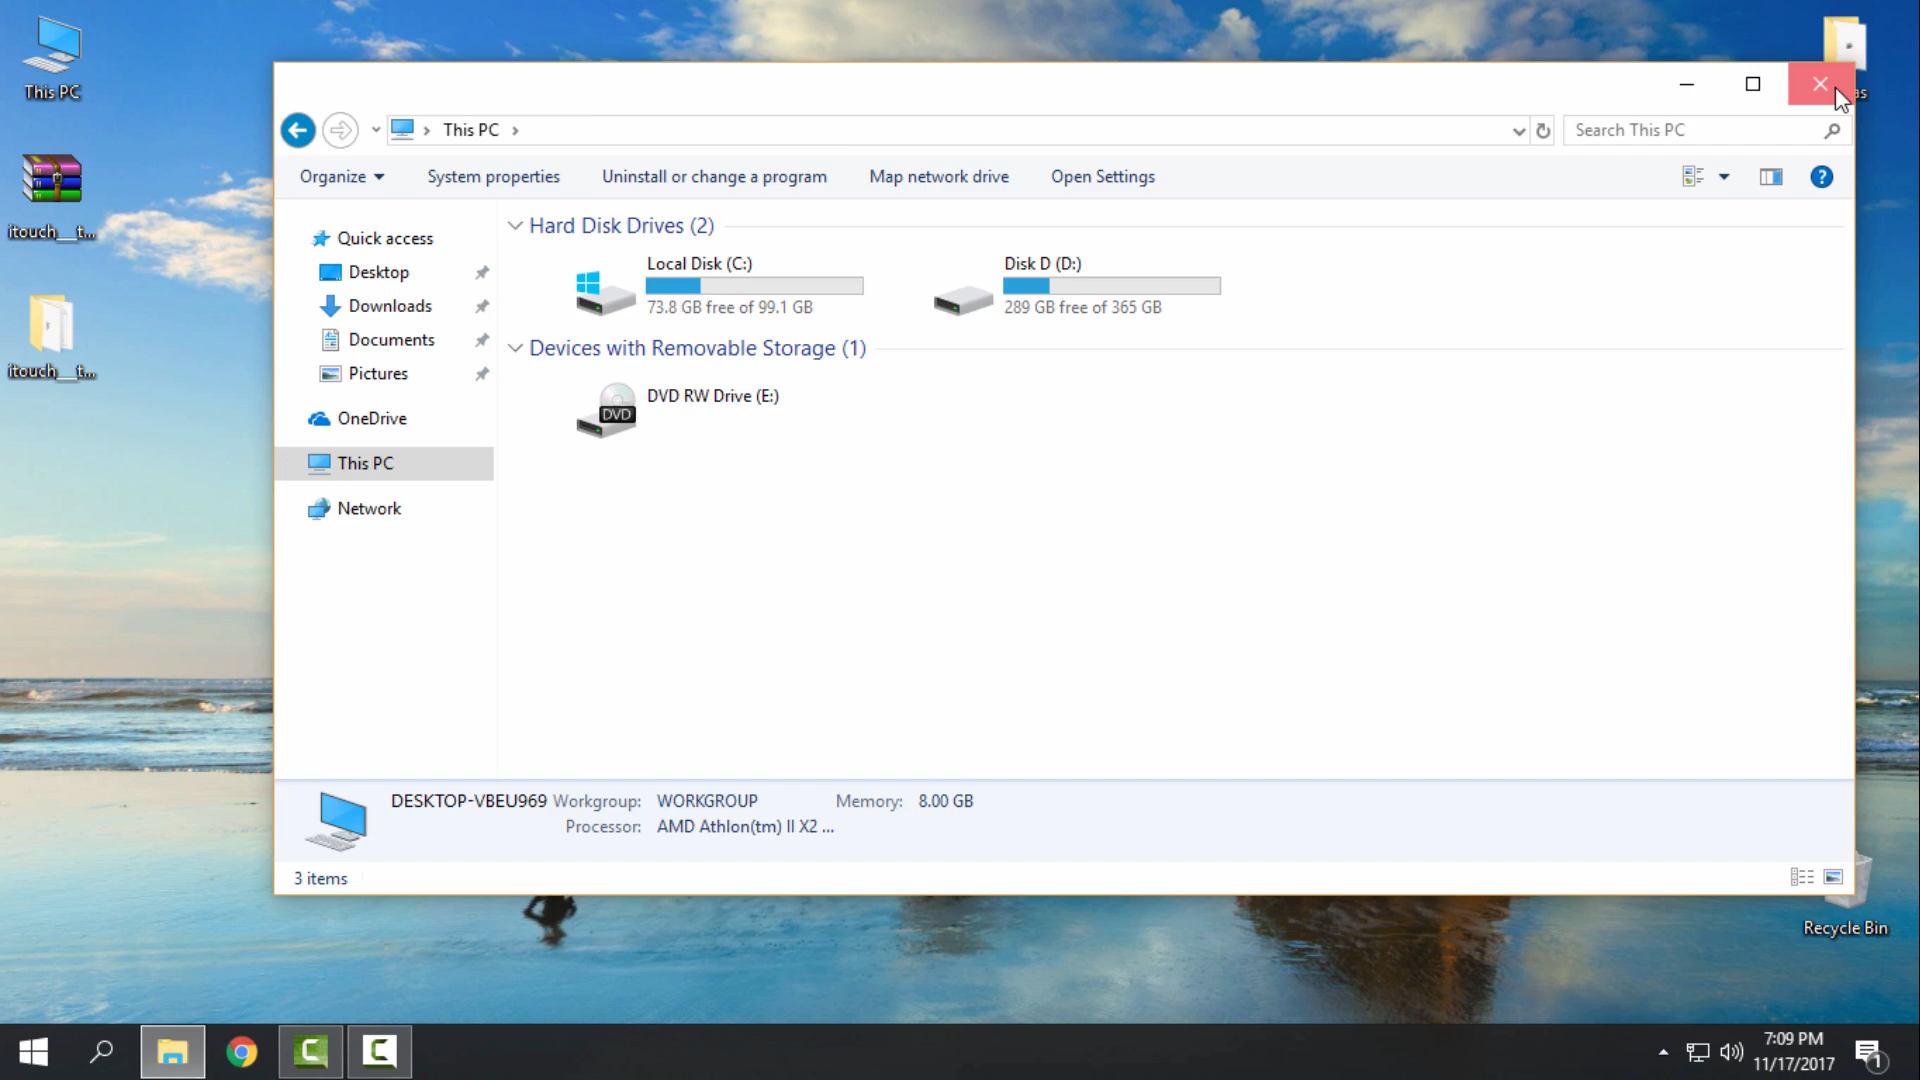 This PC
itouch__t...
itouch__t...
as
This PC
Search This PC
Organize
System properties
Uninstall or change a program
Map network drive
Open Settings
?
Quick access
Desktop
Downloads
Documents
Pictures
OneDrive
This PC
Network
Hard Disk Drives (2)
Local Disk (C:)
73.8 GB free of 99.1 GB
Disk D (D:)
289 GB free of 365 GB
Devices with Removable Storage (1)
DVD
DVD RW Drive (E:)
DESKTOP-VBEU969 Workgroup: WORKGROUP Memory: 8.00 GB
Processor: AMD Athlon(tm) II X2 ...
3 items
Recycle Bin
7:09 PM
11/17/2017
1